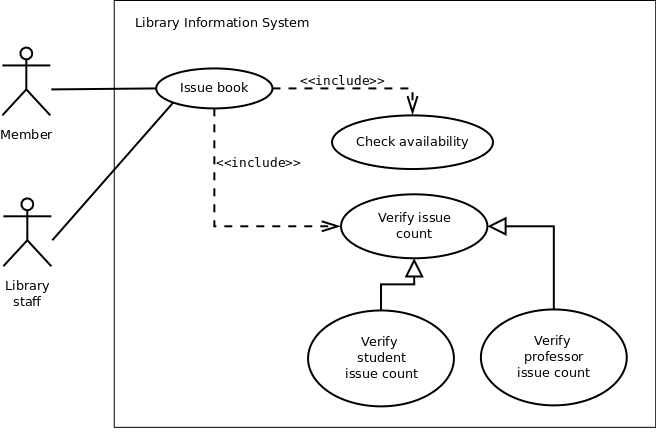 Library Information System
Issue book
<<include>>
Check availability
Member
<<include>>
Verify issue
count
Library
staff
Verify
student
issue count
Verify
professor
issue count